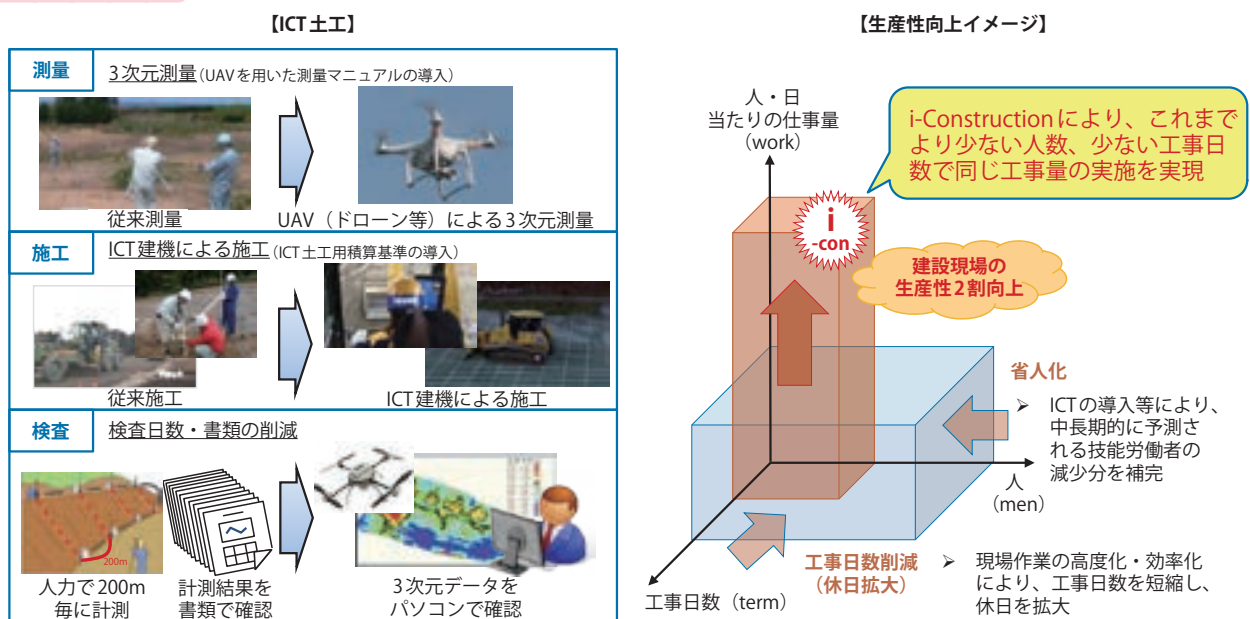 【ICT土工】
測量
3次元測量(UAVを用いた測量マニュアルの導入)
従来測量
UAV（ドローン等）による3次元測量
施工
ICT建機による施工(ICT土工用積算基準の導入)
従来施工
ICT建機による施工
検査
検査日数・書類の削減
200m
人力で200m
毎に計測
計測結果を
書類で確認
3次元データを
パソコンで確認
【生産性向上イメージ】
人・日
当たりの仕事量
(work)
i-Constructionにより、これまで
より少ない人数、少ない工事日
数で同じ工事量の実施を実現
i
-con
建設現場の
生産性2割向上
省人化
➢ ICTの導入等により、
中長期的に予測さ
れる技能労働者の
減少分を補完
人
(men)
工事日数削減
(休日拡大)
➢ 現場作業の高度化・効率化
により、工事日数を短縮し、
休日を拡大
工事日数（term）